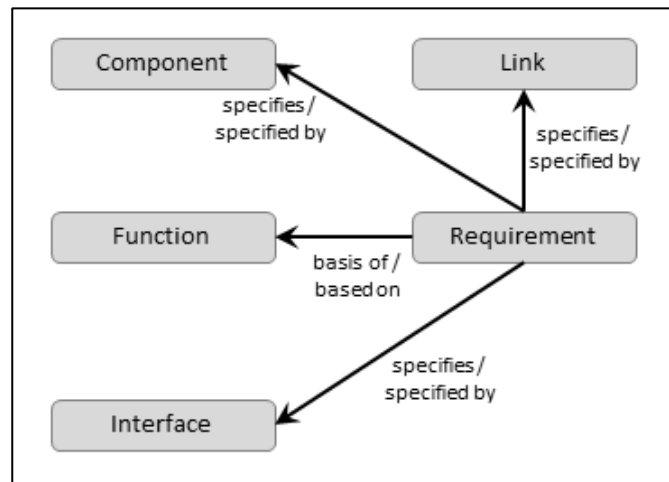 Component
Link
specifies/
specified by
specifies/
specified by
Function
Requirement
basis of /
based on
specifies/
specified by
Interface